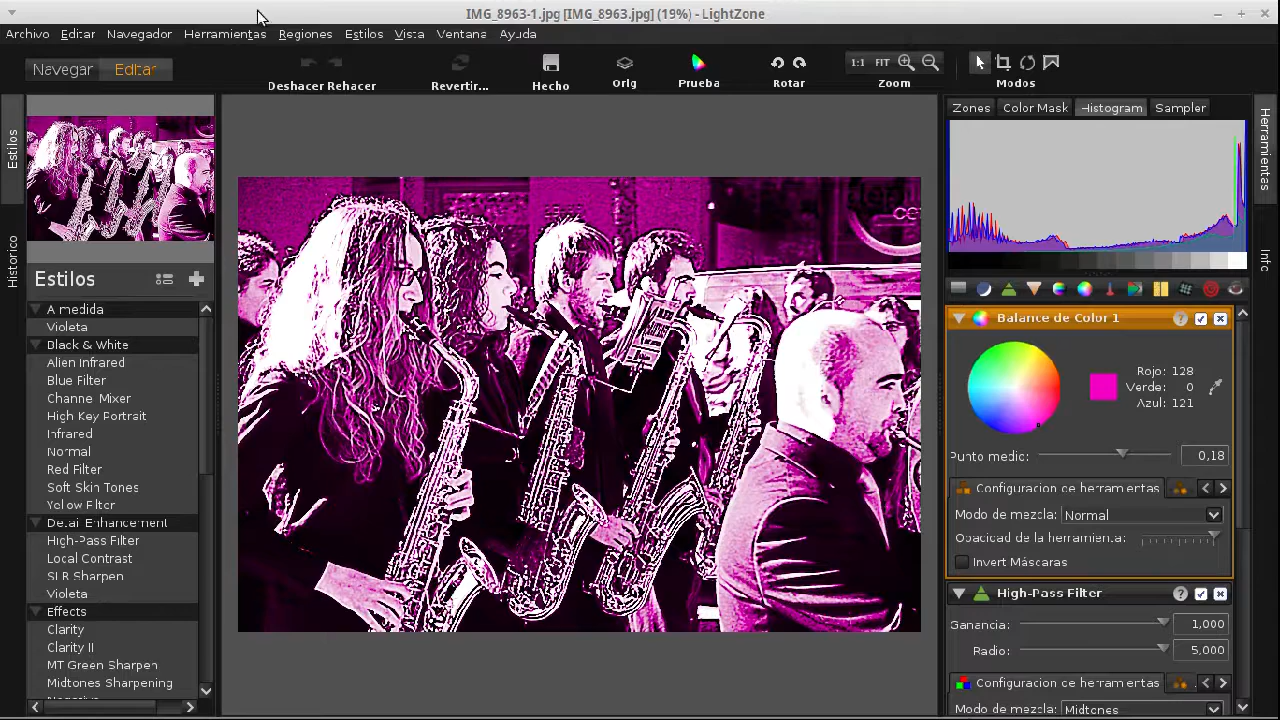 IMG_8963-1.jpg [IMG_8963.jpg] (19%) - LightZone
Archivo Editar Navegador Herramientas Regiones Estilos Vista Ventana Ayuda
Navegar Editar
Deshacer Rehacer Revertir... Hecho Orig Prueba Rotar
1:1 FIT
Zoom Modos
Estilos
Historico
Zones Color Mask Histogram Sampler
Herramientas
Info
Estilos
A medida
Violeta
Black & White
Alien Infrared
Blue Filter
Channel Mixer
High Key Portrait
Infrared
Normal
Red Filter
Soft Skin Tones
Yellow Filter
Detail Enhancement
High-Pass Filter
Local Contrast
SLR Sharpen
Violeta
Effects
Clarity
Clarity II
MT Green Sharpen
Midtones Sharpening
Balance de Color 1
Rojo: 128
Verde: 0
Azul: 121
Punto medio: 0,18
Configuracion de herramientas
Modo de mezcla: Normal
Opacidad de la herramienta:
Invert Máscaras
High-Pass Filter
Ganancia: 1,000
Radio: 5,000
Configuracion de herramientas
Modo de mezcla: Midtones